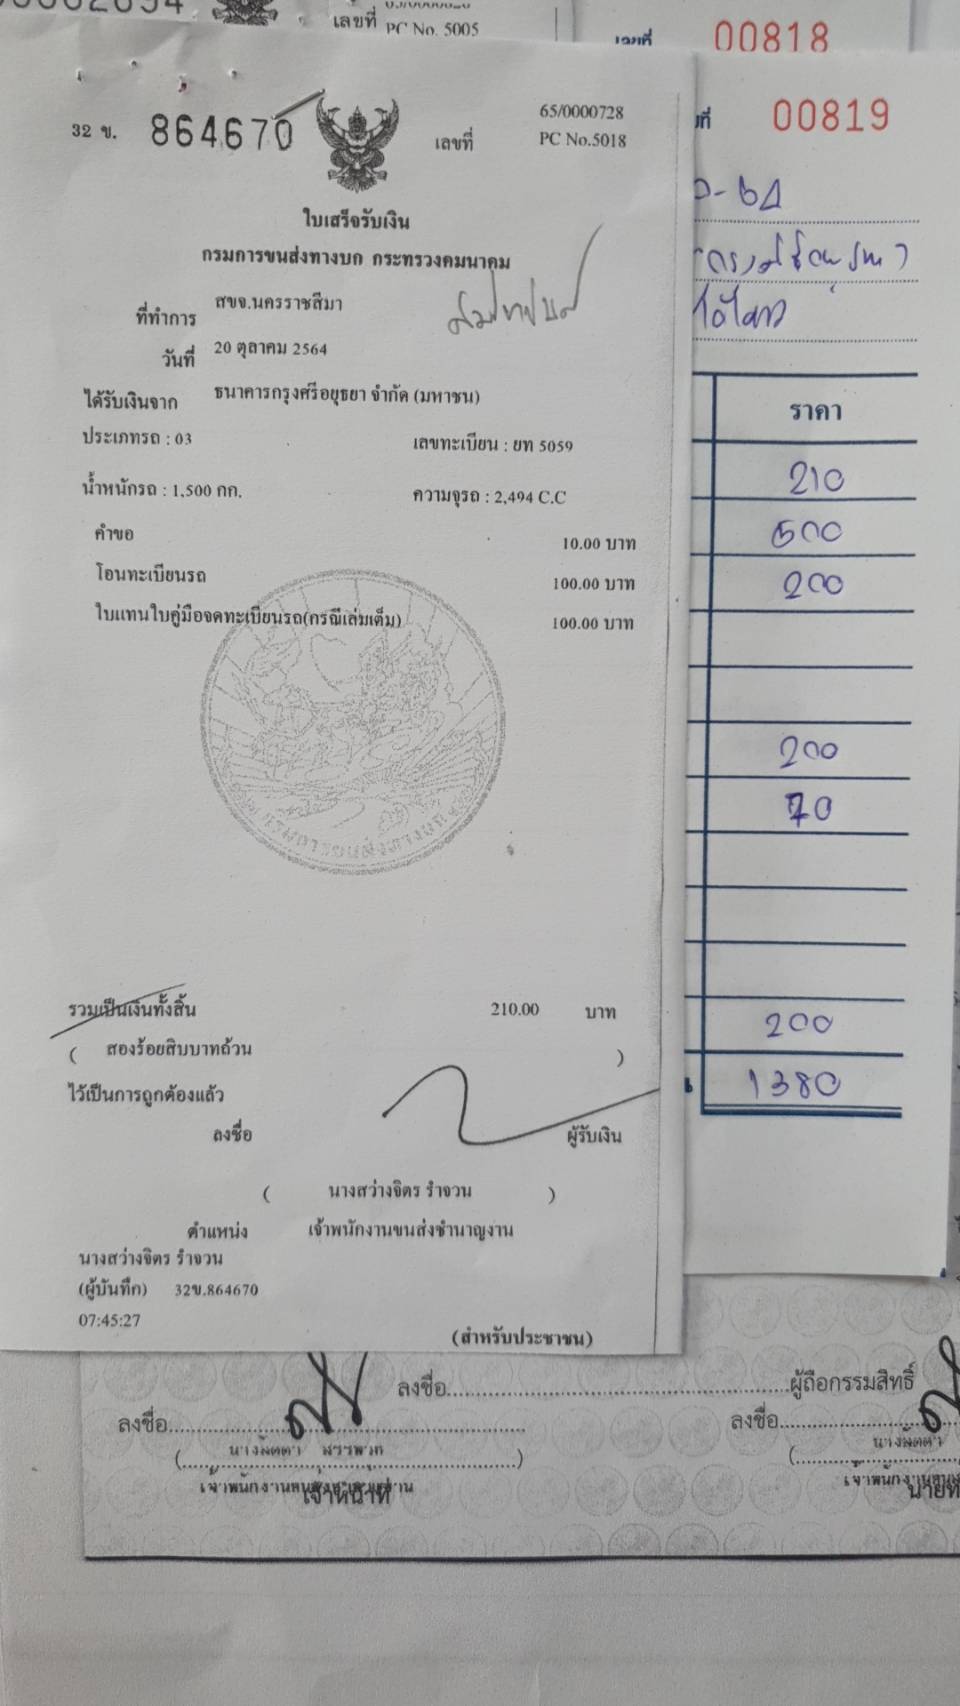 เลขที่ PC No. 5005
เลขที่ 00818
32 ข. 864670
เลขที่ 65/0000728
PC No.5018
ใบเสร็จรับเงิน
กรมการขนส่งทางบก กระทรวงคมนาคม
ที่ทำการ สขจ.นครราชสีมา
วันที่ 20 ตุลาคม 2564
ได้รับเงินจาก ธนาคารกรุงศรีอยุธยา จำกัด (มหาชน)
ประเภทรถ : 03 เลขทะเบียน : ยท 5059
น้ำหนักรถ : 1,500 กก. ความจุรถ : 2,494 C.C
คำขอ 10.00 บาท
โอนทะเบียนรถ 100.00 บาท
ใบแทนใบคู่มือจดทะเบียนรถ(กรณีเล่มเต็ม) 100.00 บาท
กรมการขนส่งทางบก
รวมเป็นเงินทั้งสิ้น 210.00 บาท
( สองร้อยสิบบาทถ้วน )
ไว้เป็นการถูกต้องแล้ว
ลงชื่อ ผู้รับเงิน
( นางสว่างจิตร รำจวน )
ตำแหน่ง เจ้าพนักงานขนส่งชำนาญงาน
นางสว่างจิตร รำจวน
(ผู้บันทึก) 32ข.864670
07:45:27
(สำหรับประชาชน)
ที่ 00819
-64
ราคา
210
500
200
200
70
200
1380
ลงชื่อ ผู้ถือกรรมสิทธิ์
ลงชื่อ ลงชื่อ
เจ้าหน้าที่ นายท